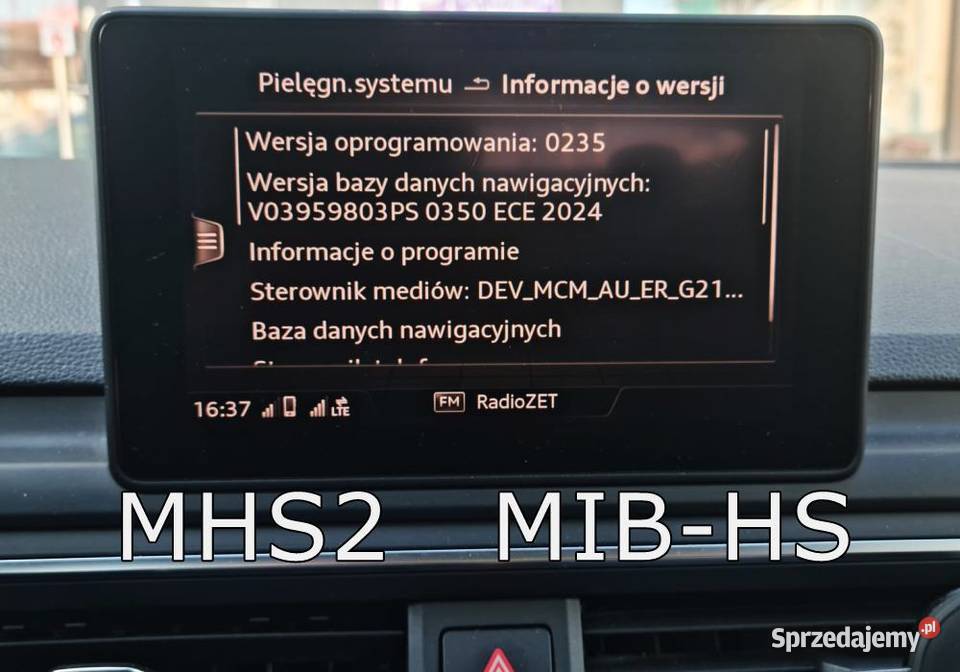 Pielęgn.systemu Informacje o wersji
Wersja oprogramowania: 0235
Wersja bazy danych nawigacyjnych:
V03959803PS 0350 ECE 2024
Informacje o programie
Sterownik mediów: DEV_MCM_AU_ER_G21...
Baza danych nawigacyjnych
16:37 LTE FM RadioZET
MHS2 MIB-HS
Sprzedajemy.pl